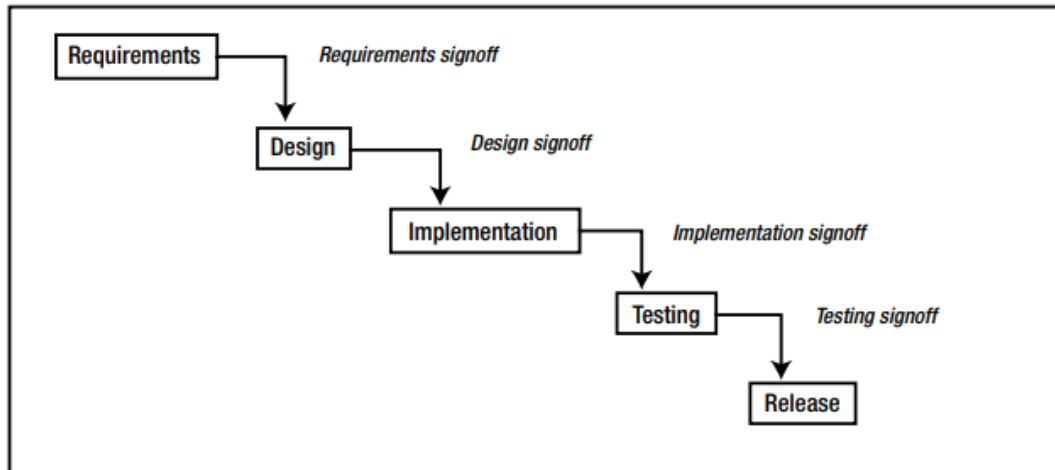 Requirements
Requirements signoff
Design
Design signoff
Implementation
Implementation signoff
Testing
Testing signoff
Release